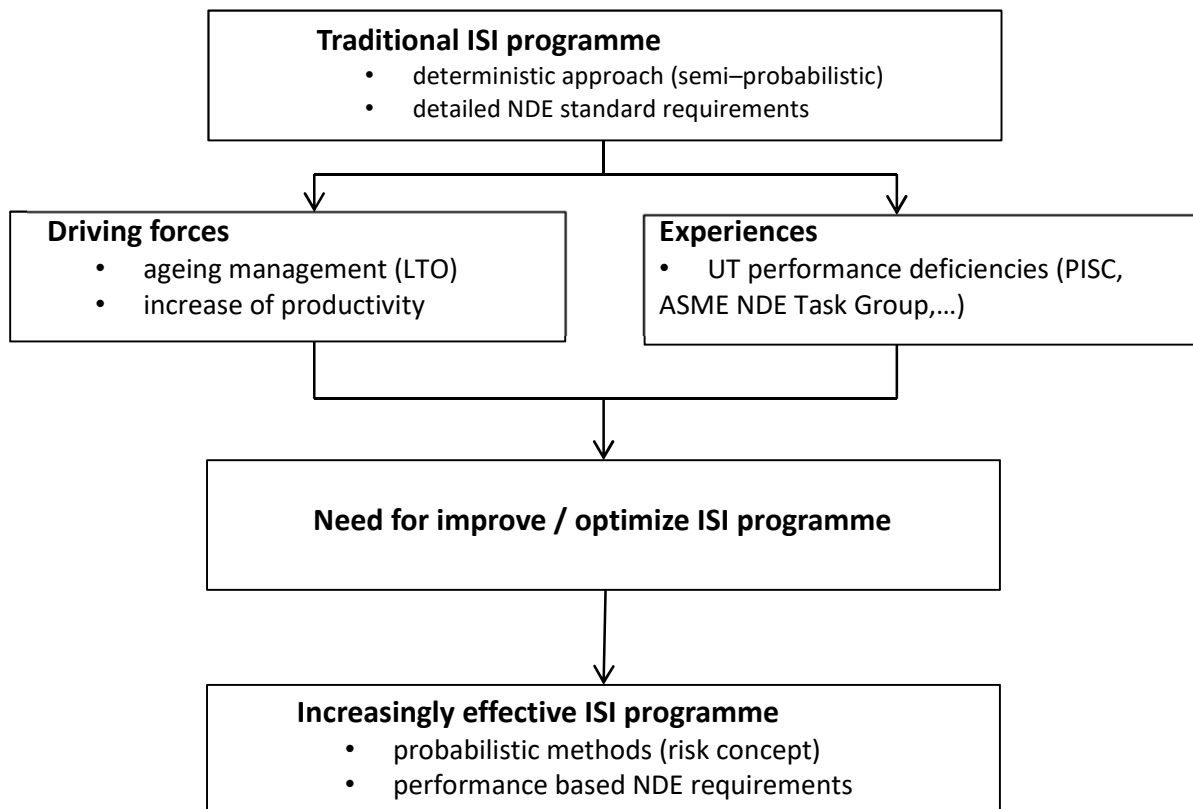 Traditional ISI programme
• deterministic approach (semi–probabilistic)
• detailed NDE standard requirements
Driving forces
• ageing management (LTO)
• increase of productivity
Experiences
• UT performance deficiencies (PISC,
ASME NDE Task Group,...)
Need for improve / optimize ISI programme
Increasingly effective ISI programme
• probabilistic methods (risk concept)
• performance based NDE requirements